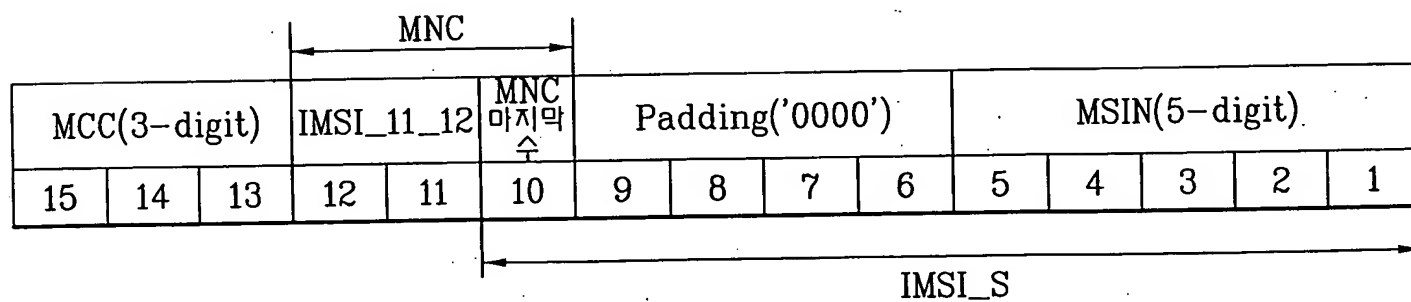 MNC
MCC(3-digit) IMSI_11_12 MNC 마지막 수 Padding('0000') MSIN(5-digit)
15 14 13 12 11 10 9 8 7 6 5 4 3 2 1
IMSI_S